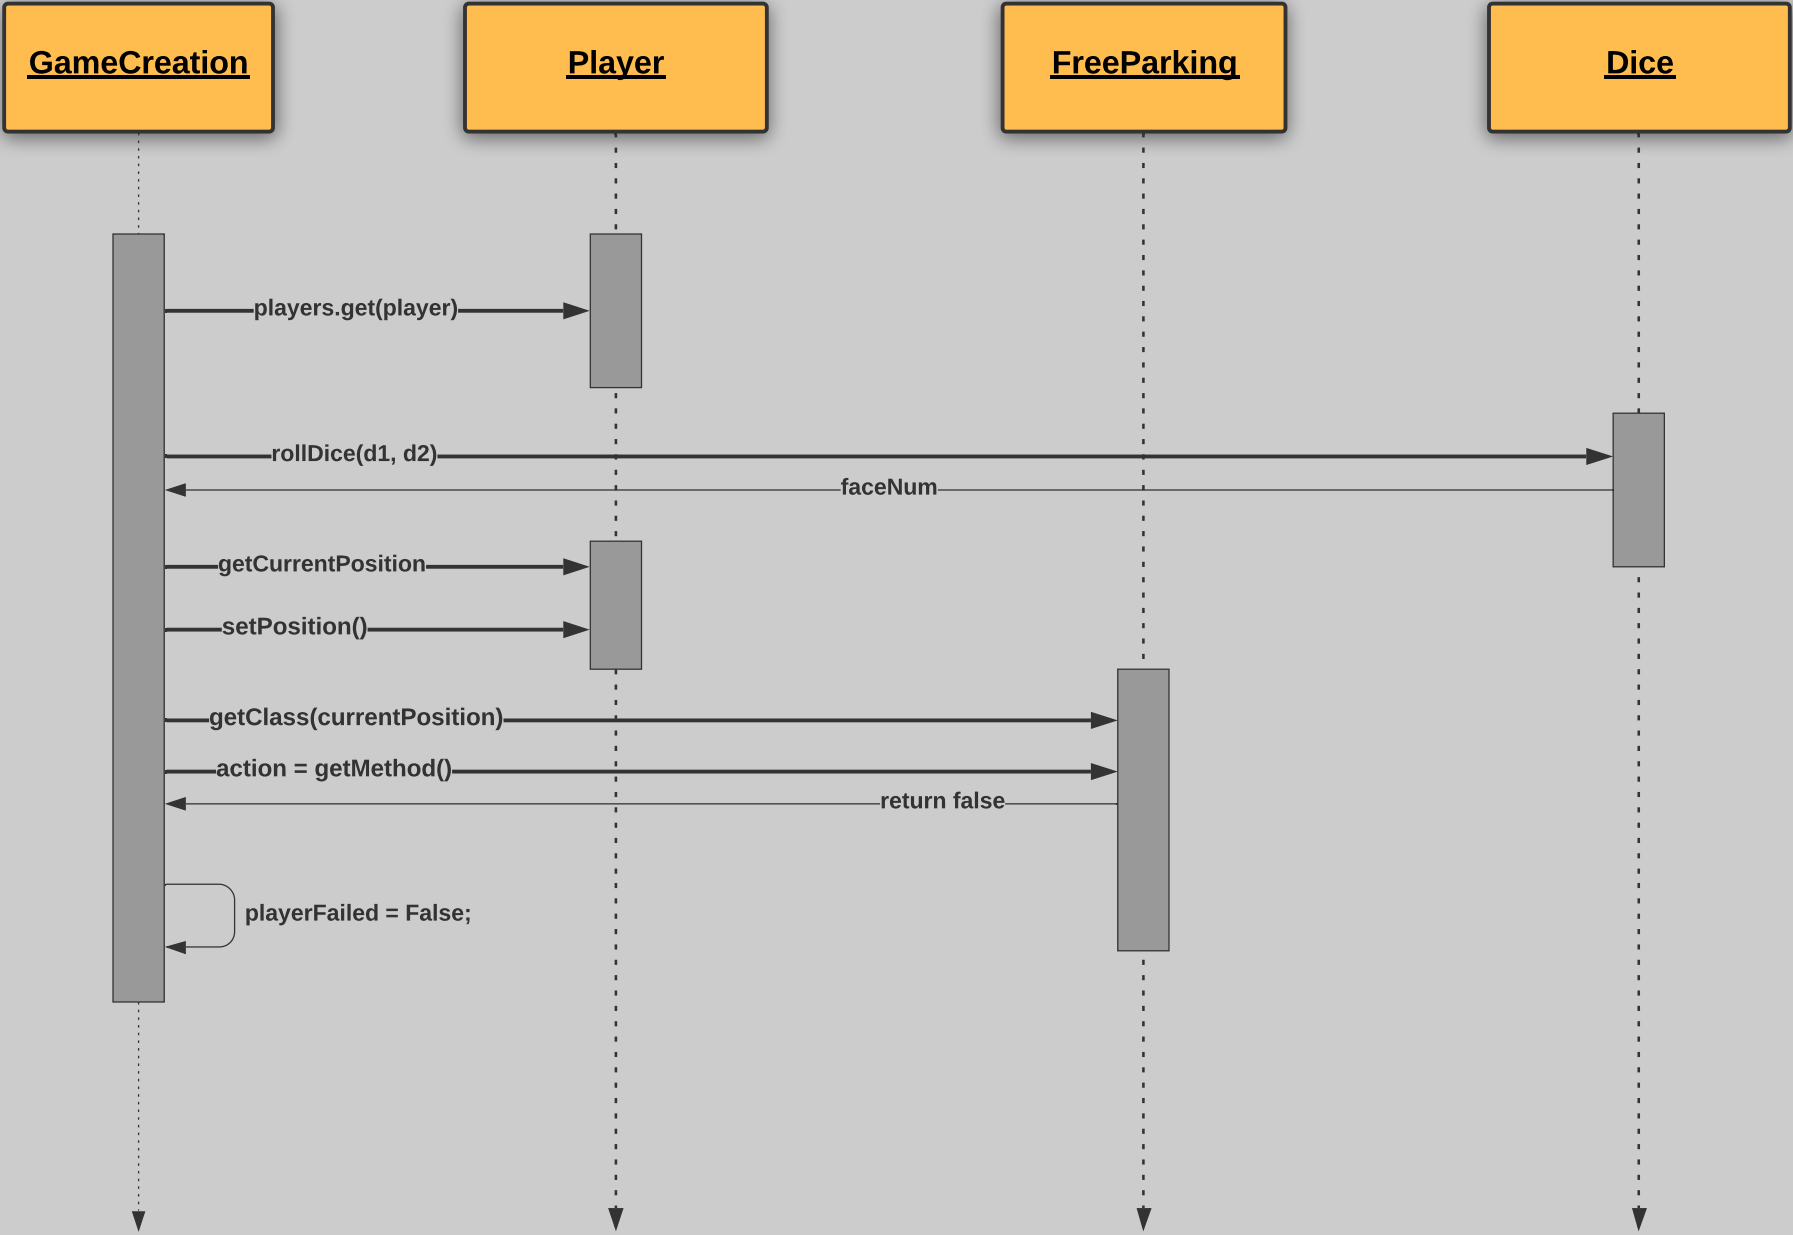 GameCreation
Player
FreeParking
Dice
players.get(player)
rollDice(d1, d2)
faceNum
getCurrentPosition
setPosition()
getClass(currentPosition)
action = getMethod()
return false
playerFailed = False;